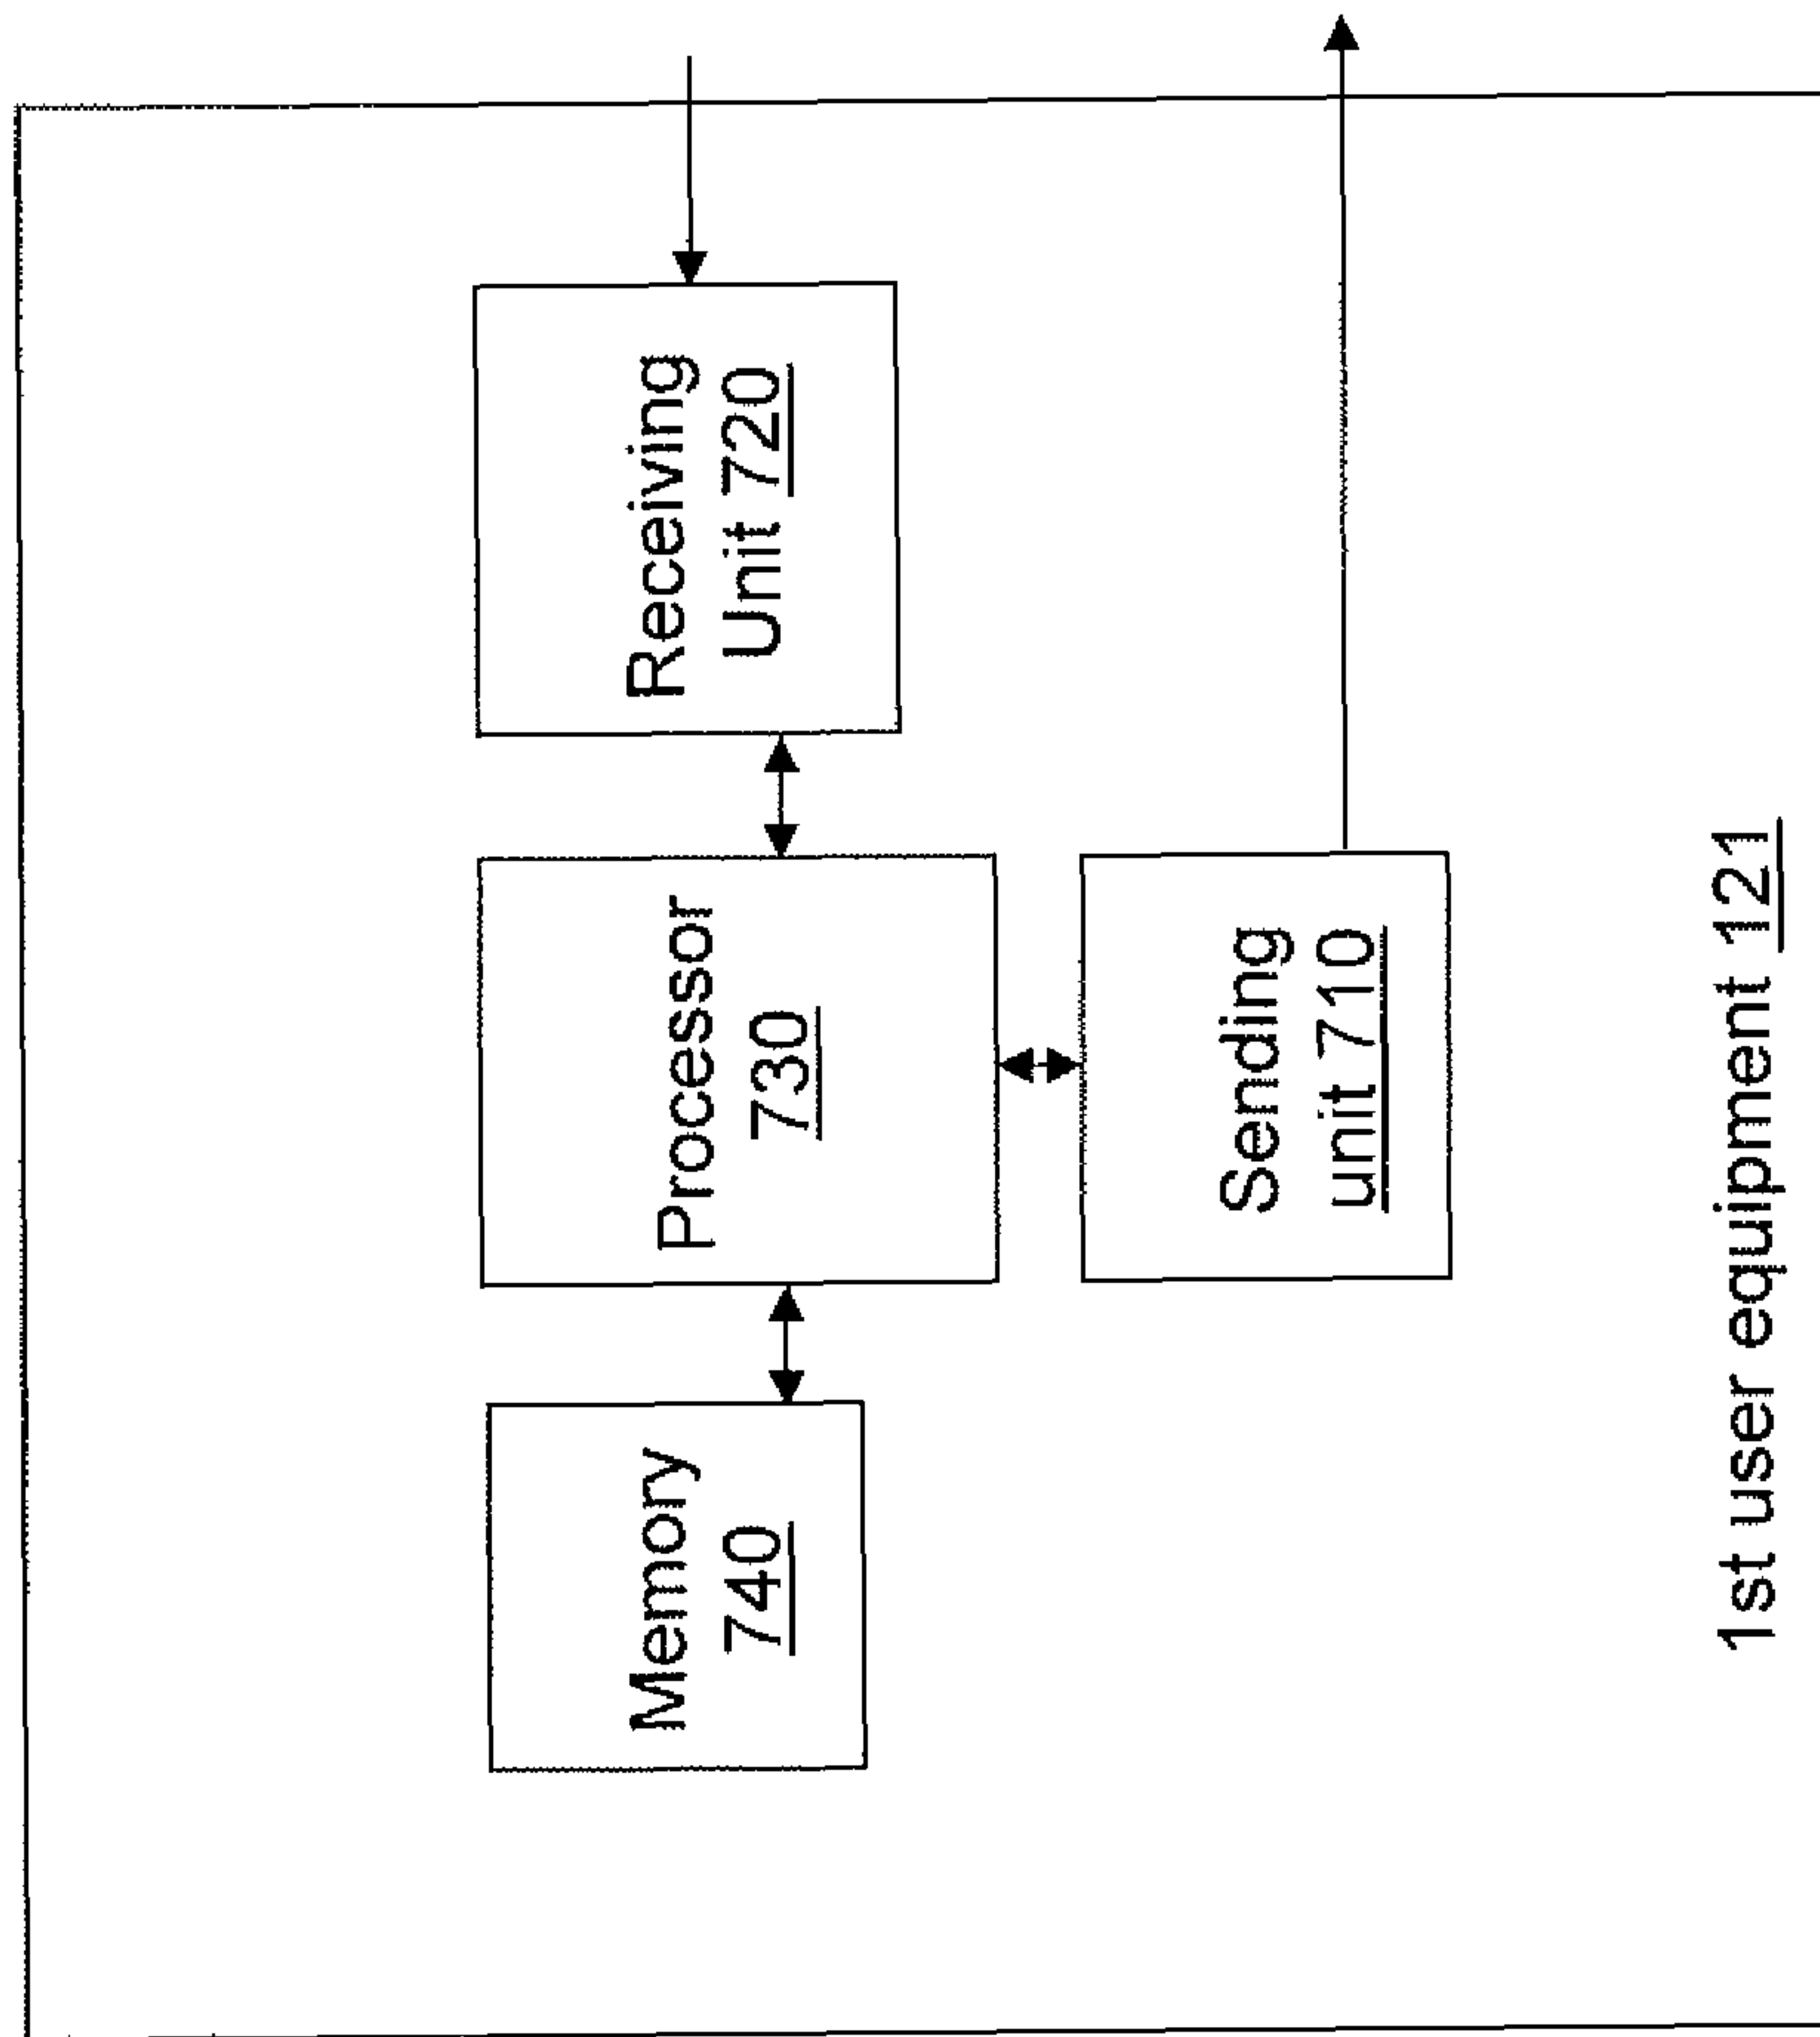 Memory
740
Processor
730
Receiving
Unit 720
Sending
unit 710
1st user equipment 121